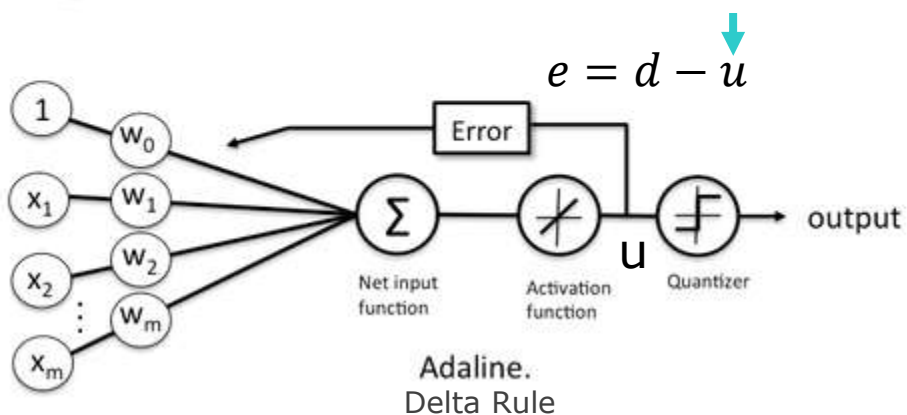 e = d − u
1
w₀
Error
x₁
w₁
Σ
u
output
x₂
w₂
⋮
Net input
function
Activation
function
Quantizer
wₘ
xₘ
Adaline.
Delta Rule